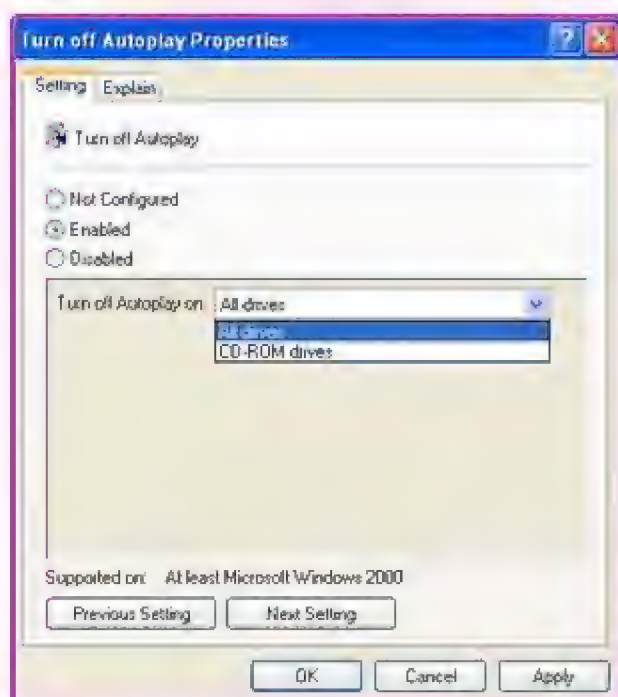 Turn off Autoplay Properties
Setting Explain
Turn off Autoplay
Not Configured
Enabled
Disabled
Turn off Autoplay on: All drives
All drives
CD-ROM drives
Supported on: At least Microsoft Windows 2000
Previous Setting Next Setting
OK Cancel Apply